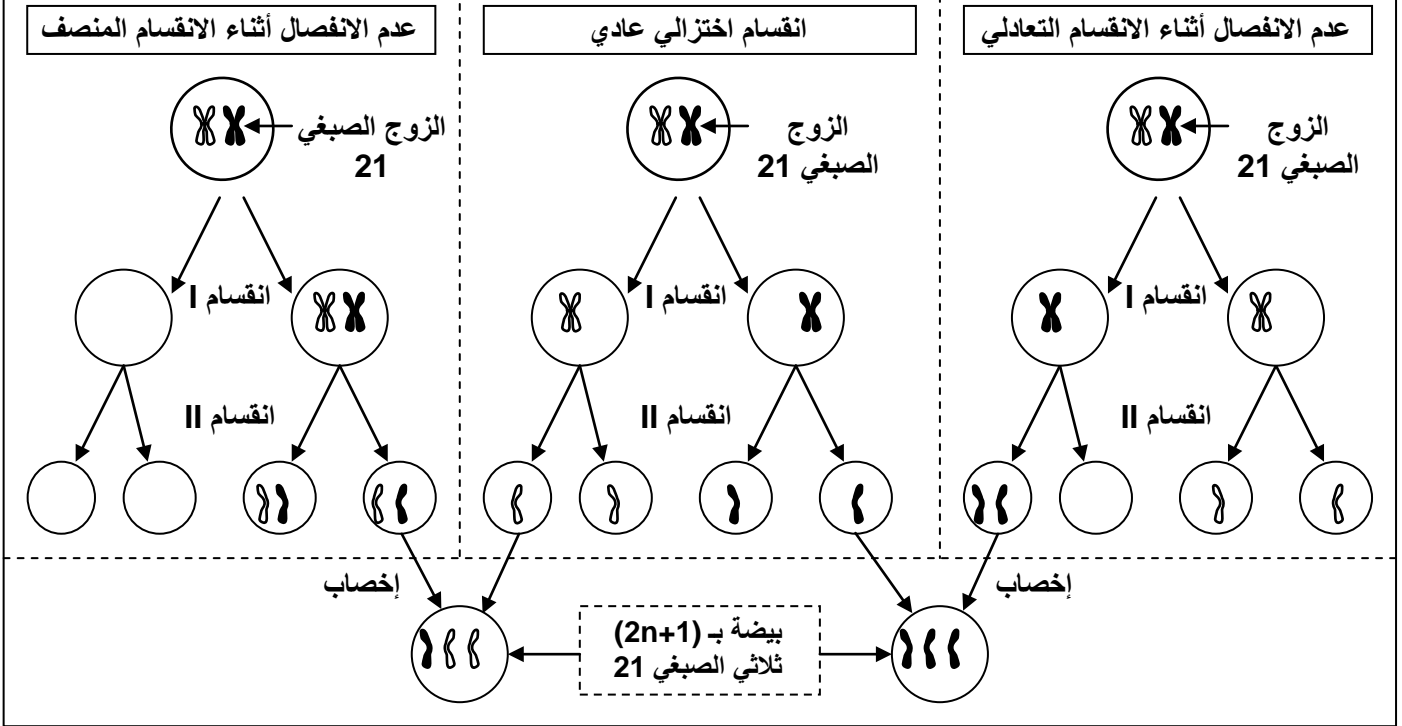 عدم الانفصال أثناء الانقسام التعادلي
انقسام اختزالي عادي
عدم الانفصال أثناء الانقسام المنصف
الزوج
الصبغي 21
الزوج
الصبغي 21
الزوج الصبغي
21
انقسام I
انقسام I
انقسام I
انقسام II
انقسام II
انقسام II
إخصاب
إخصاب
بيضة بـ (2n+1)
ثلاثي الصبغي 21